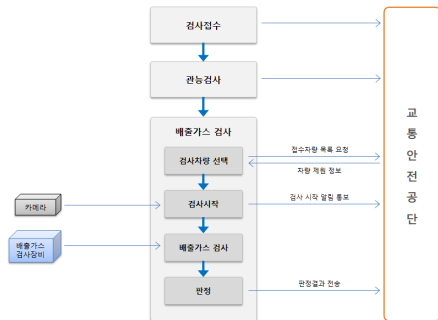 검사접수
관능검사
배출가스 검사
검사차량 선택
검사시작
배출가스 검사
판정
카메라
배출가스
검사장비
접수차량 목록 요청
차량 제원 정보
검사 시작 알림 통보
판정결과 전송
교
통
안
전
공
단